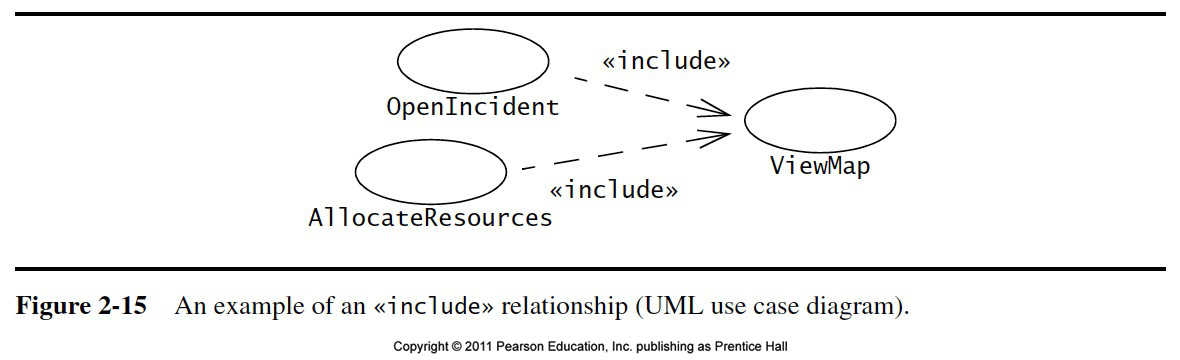 «include»
OpenIncident
ViewMap
«include»
AllocateResources
Figure 2-15 An example of an «include» relationship (UML use case diagram).
Copyright © 2011 Pearson Education, Inc. publishing as Prentice Hall